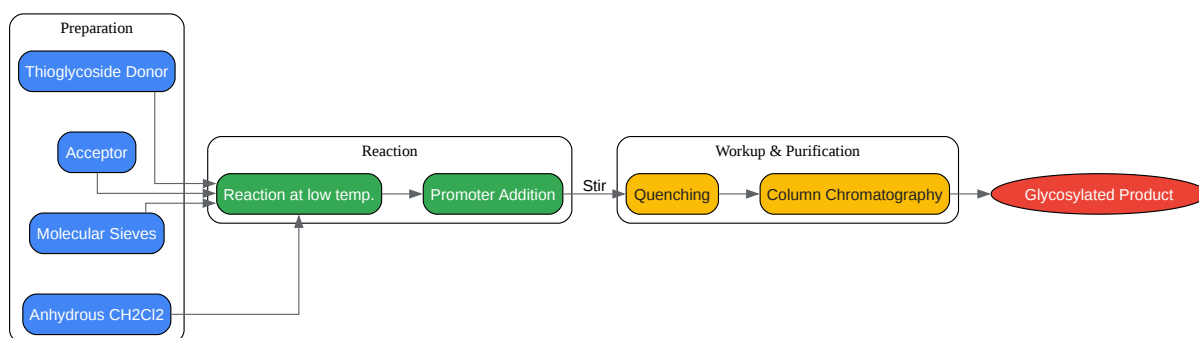 Preparation
Thioglycoside Donor
Acceptor
Molecular Sieves
Anhydrous CH2Cl2
Reaction
Reaction at low temp.
Promoter Addition
Stir
Workup & Purification
Quenching
Column Chromatography
Glycosylated Product